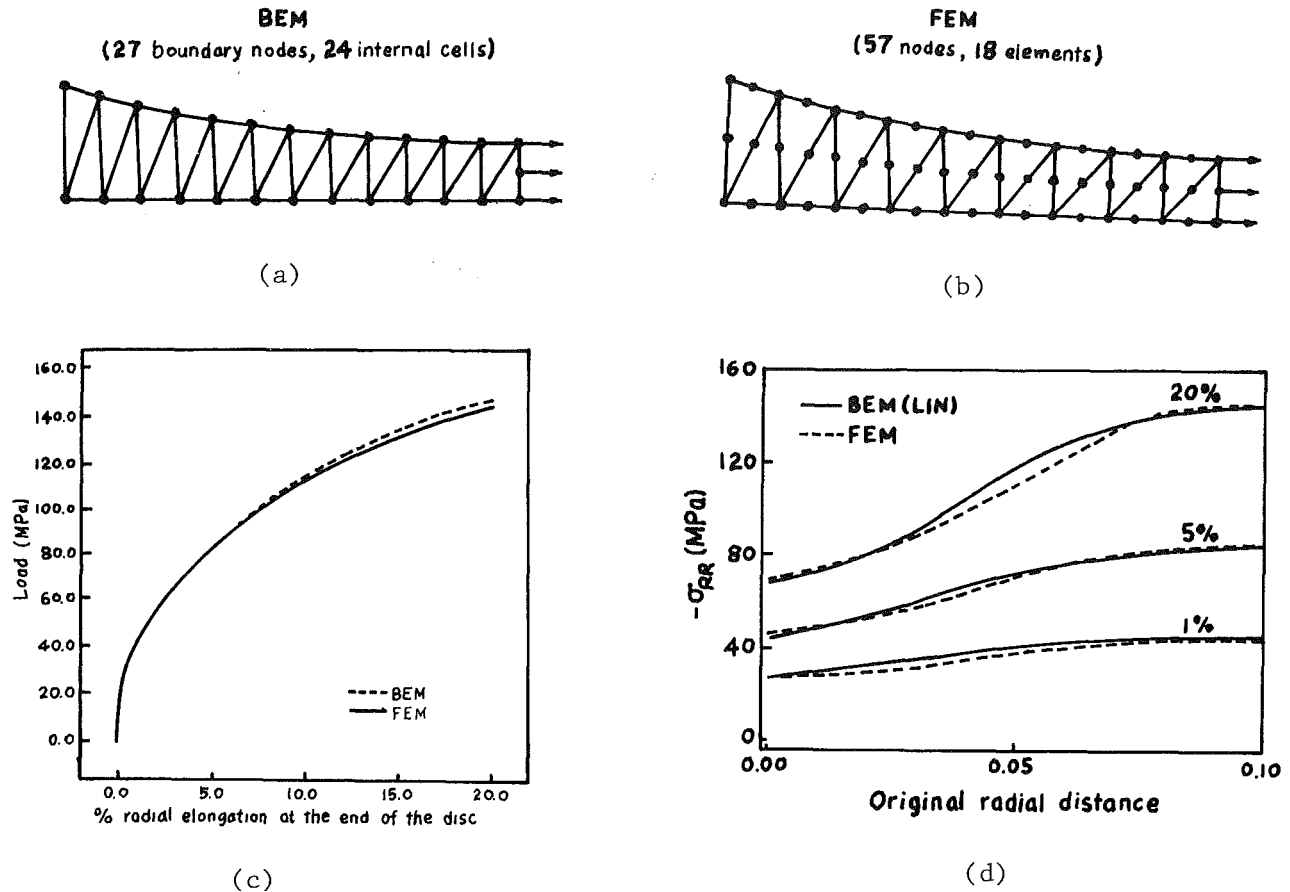 BEM
(27 boundary nodes, 24 internal cells)
(a)
FEM
(57 nodes, 18 elements)
(b)
160.0
140.0
120.0
100.0
80.0
60.0
40.0
20.0
0.0
Load (MPa)
BEM
FEM
0.0 5.0 10.0 15.0 20.0
% radial elongation at the end of the disc
(c)
160
120
80
40
0
-σRR (MPa)
BEM (LIN)
FEM
20%
5%
1%
0.00 0.05 0.10
Original radial distance
(d)